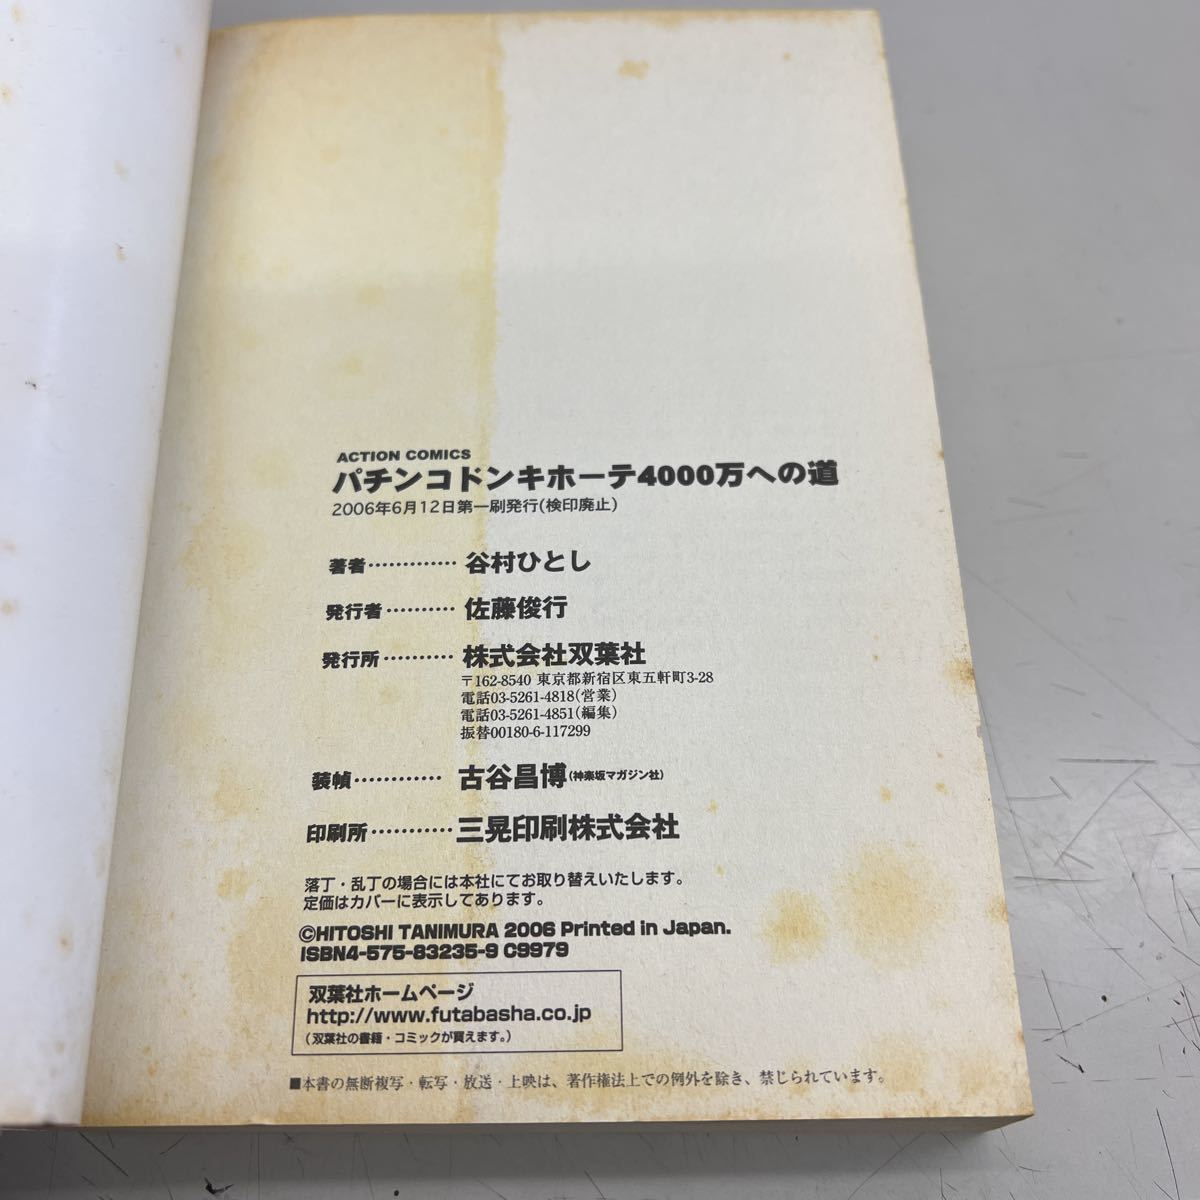 ACTION COMICS
パチンコドンキホーテ4000万への道
2006年6月12日第一刷発行(検印廃止)
著者…………谷村ひとし
発行者………佐藤俊行
発行所………株式会社双葉社
〒162-8540 東京都新宿区東五軒町3-28
電話03-5261-4818(営業)
電話03-5261-4851(編集)
振替00180-6-117299
装幀…………古谷昌博(神楽坂マガジン社)
印刷所………三晃印刷株式会社
落丁・乱丁の場合には本社にてお取り替えいたします。
定価はカバーに表示してあります。
©HITOSHI TANIMURA 2006 Printed in Japan.
ISBN4-575-83235-9 C9979
双葉社ホームページ
http://www.futabasha.co.jp
(双葉社の書籍・コミックが買えます。)
■本書の無断複写・転写・放送・上映は、著作権法上での例外を除き、禁じられています。